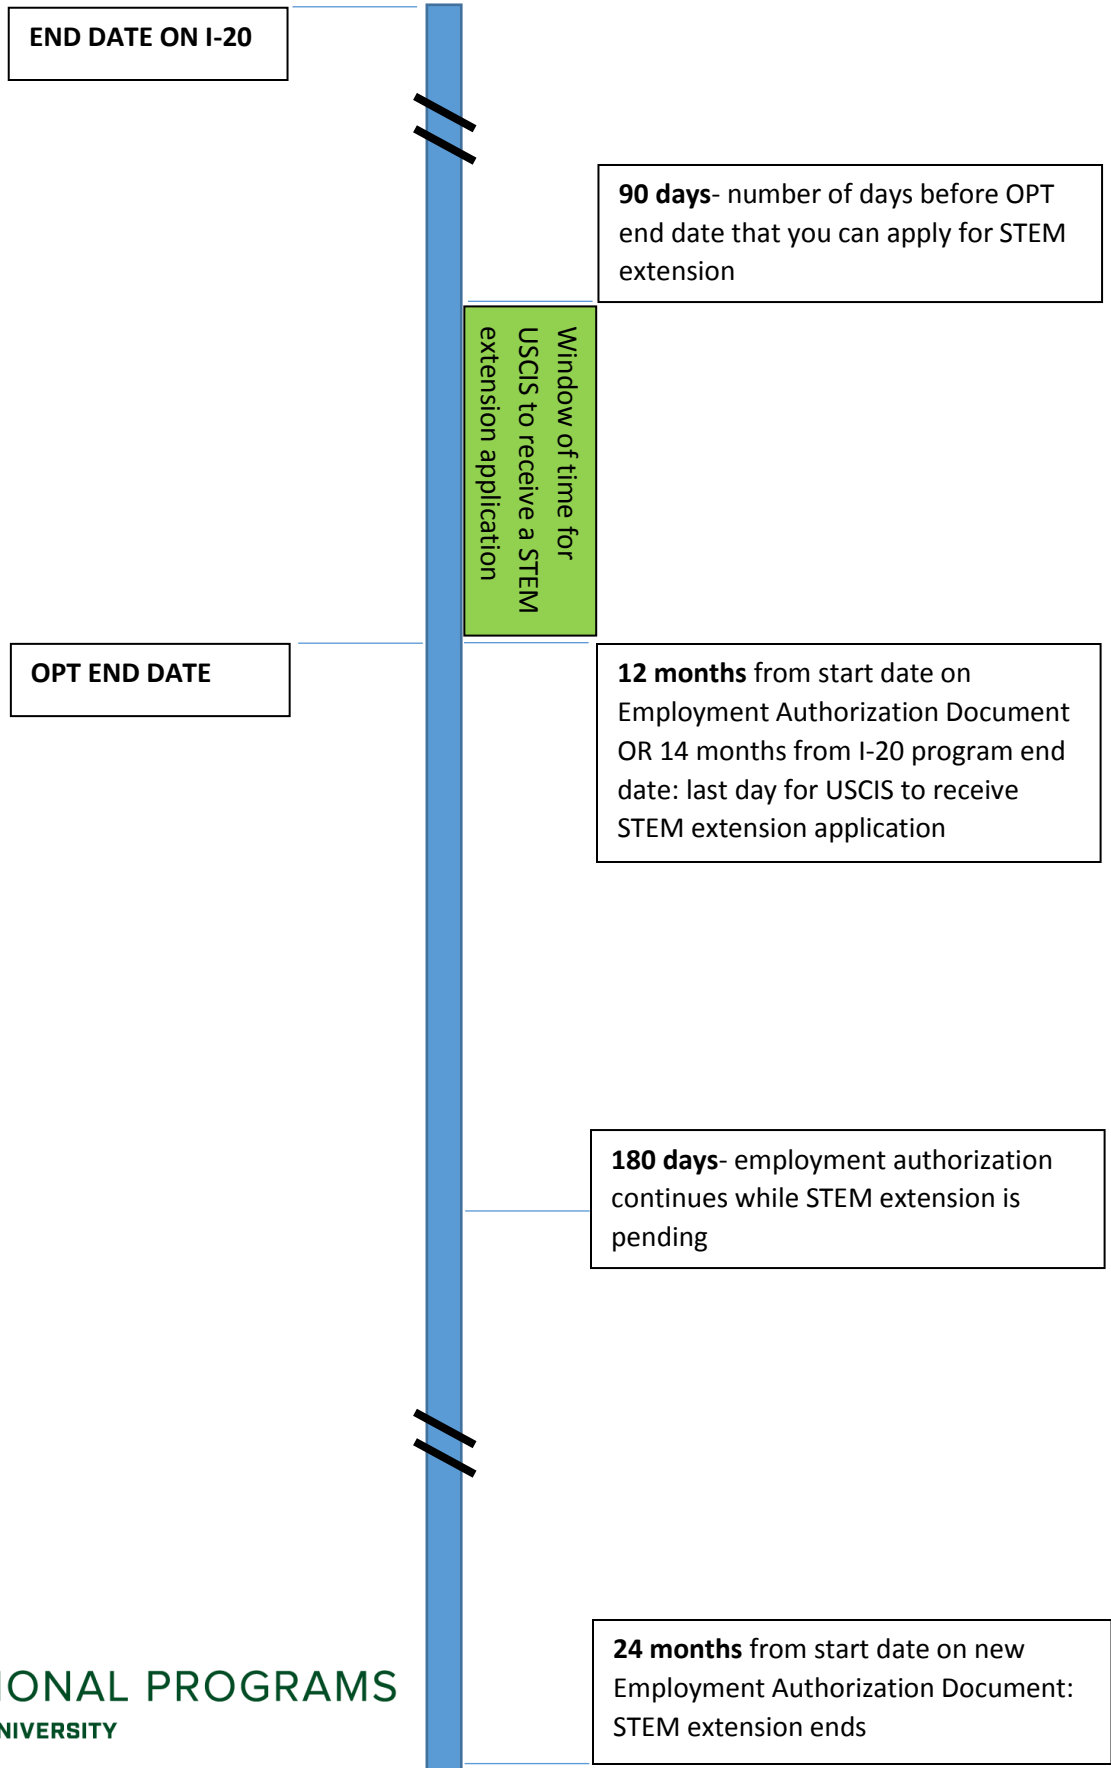 END DATE ON I-20
90 days- number of days before OPT
end date that you can apply for STEM
extension
Window of time for
USCIS to receive a STEM
extension application
OPT END DATE
12 months from start date on
Employment Authorization Document
OR 14 months from I-20 program end
date: last day for USCIS to receive
STEM extension application
180 days- employment authorization
continues while STEM extension is
pending
24 months from start date on new
Employment Authorization Document:
STEM extension ends
IONAL PROGRAMS
NIVERSITY